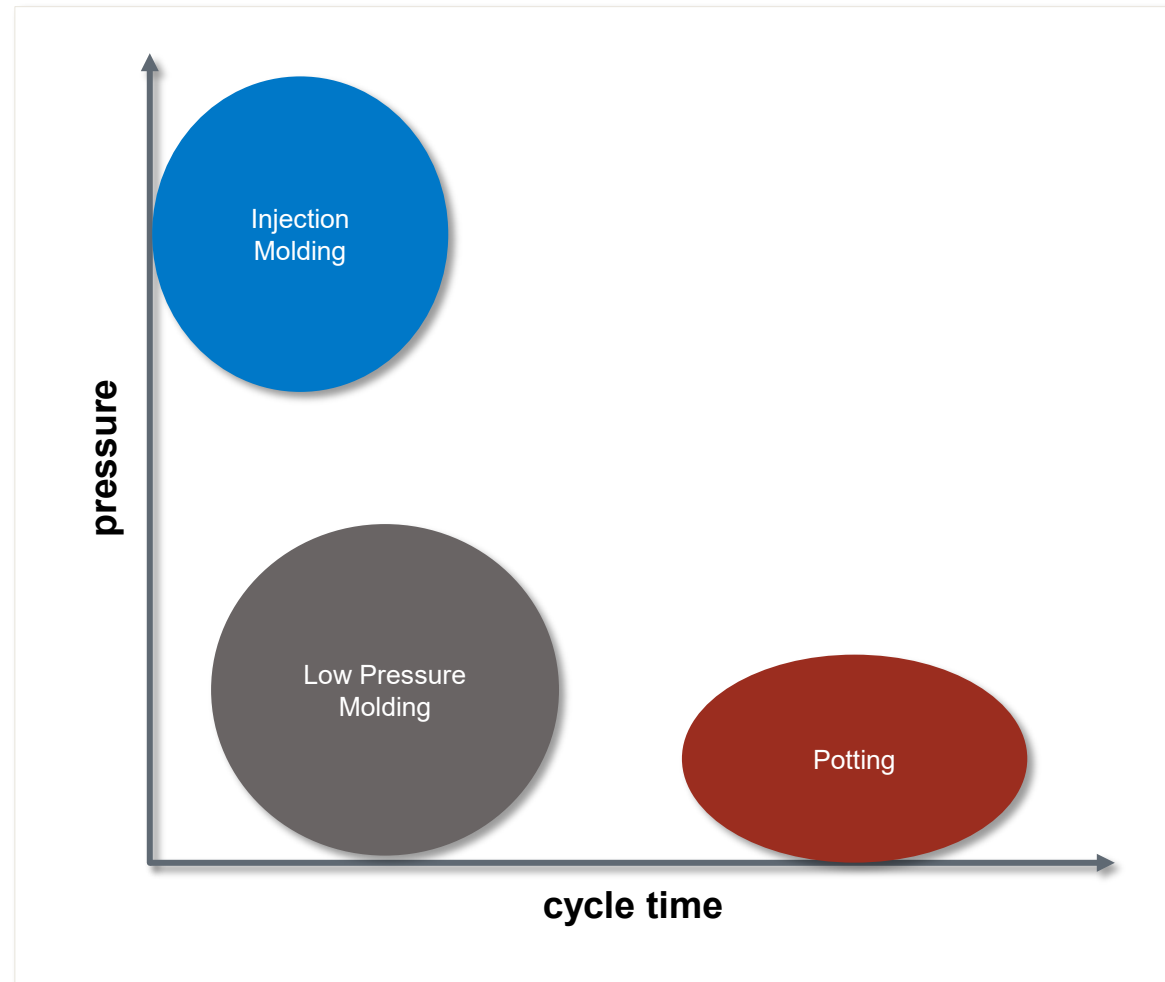 Injection
Molding
pressure
Low Pressure
Molding
Potting
cycle time